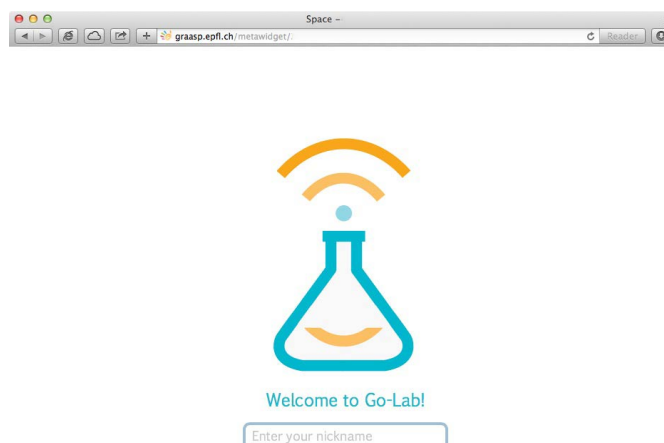 Space –
graasp.epfl.ch/metawidget/
Reader
Welcome to Go-Lab!
Enter your nickname